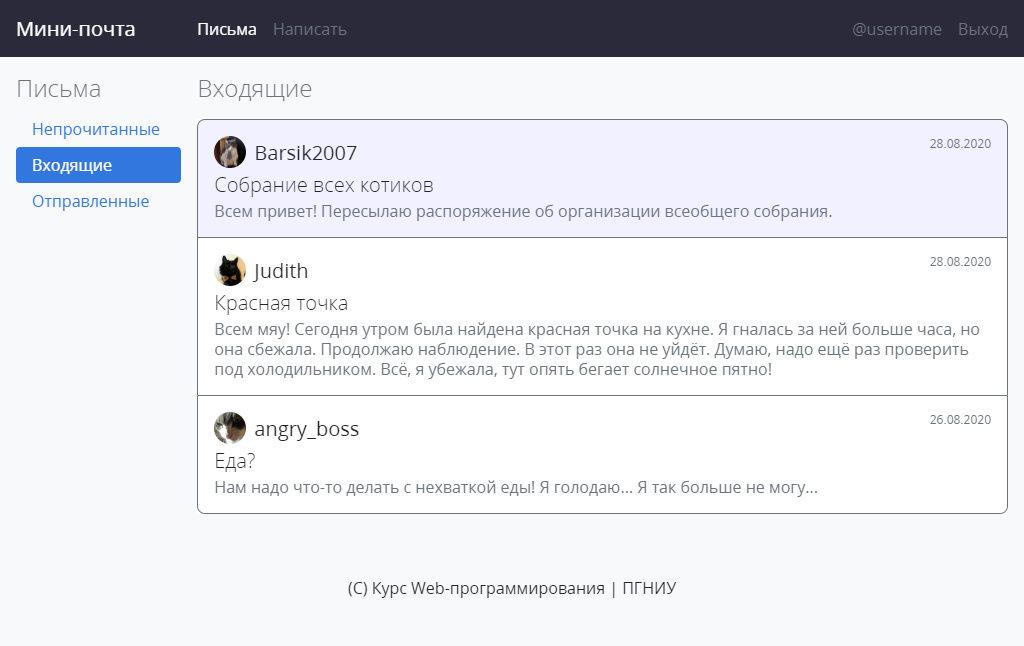 Мини-почта Письма Написать @username Выход
Письма
Непрочитанные
Входящие
Отправленные
Входящие
Barsik2007 28.08.2020
Собрание всех котиков
Всем привет! Пересылаю распоряжение об организации всеобщего собрания.
Judith 28.08.2020
Красная точка
Всем мяу! Сегодня утром была найдена красная точка на кухне. Я гналась за ней больше часа, но
она сбежала. Продолжаю наблюдение. В этот раз она не уйдёт. Думаю, надо ещё раз проверить
под холодильником. Всё, я убежала, тут опять бегает солнечное пятно!
angry_boss 26.08.2020
Еда?
Нам надо что-то делать с нехваткой еды! Я голодаю... Я так больше не могу...
(С) Курс Web-программирования | ПГНИУ